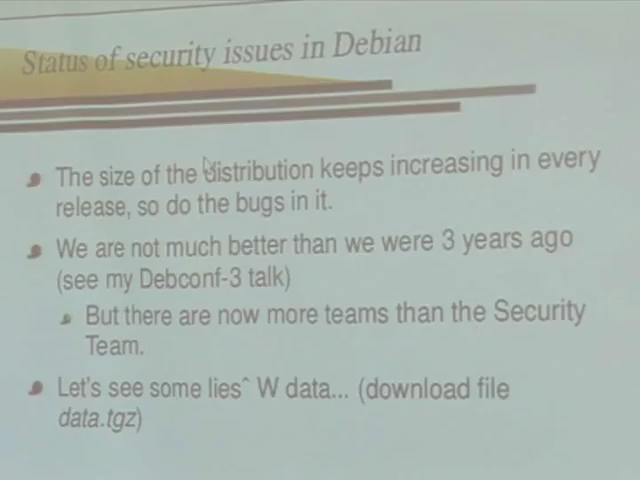 Status of security issues in Debian
The size of the distribution keeps increasing in every
release, so do the bugs in it.
We are not much better than we were 3 years ago
(see my Debconf-3 talk)
But there are now more teams than the Security
Team.
Let's see some lies^ W data... (download file
data.tgz)